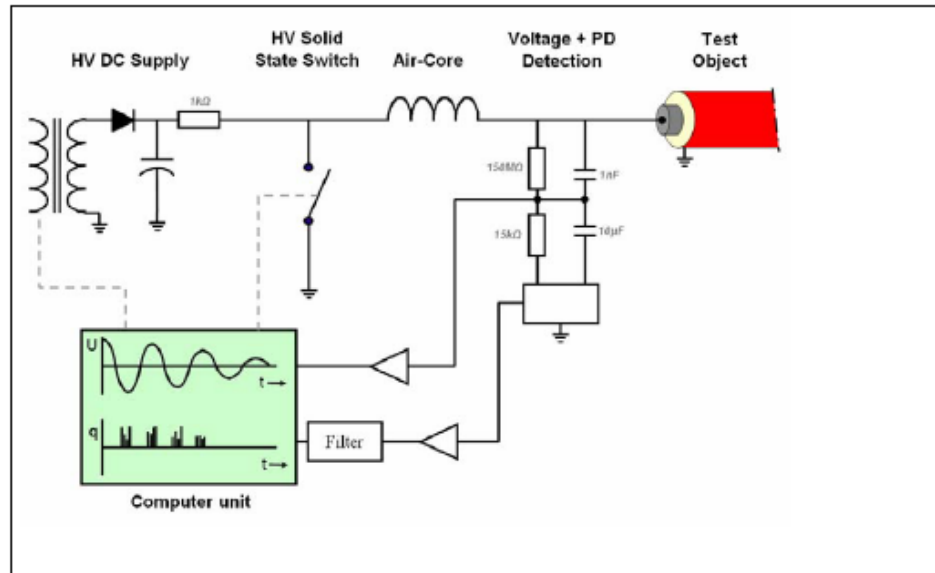 HV DC Supply
HV Solid
State Switch
Air-Core
Voltage + PD
Detection
Test
Object
1kΩ
150MΩ
1nF
15kΩ
10µF
U
t
q
t
Filter
Computer unit